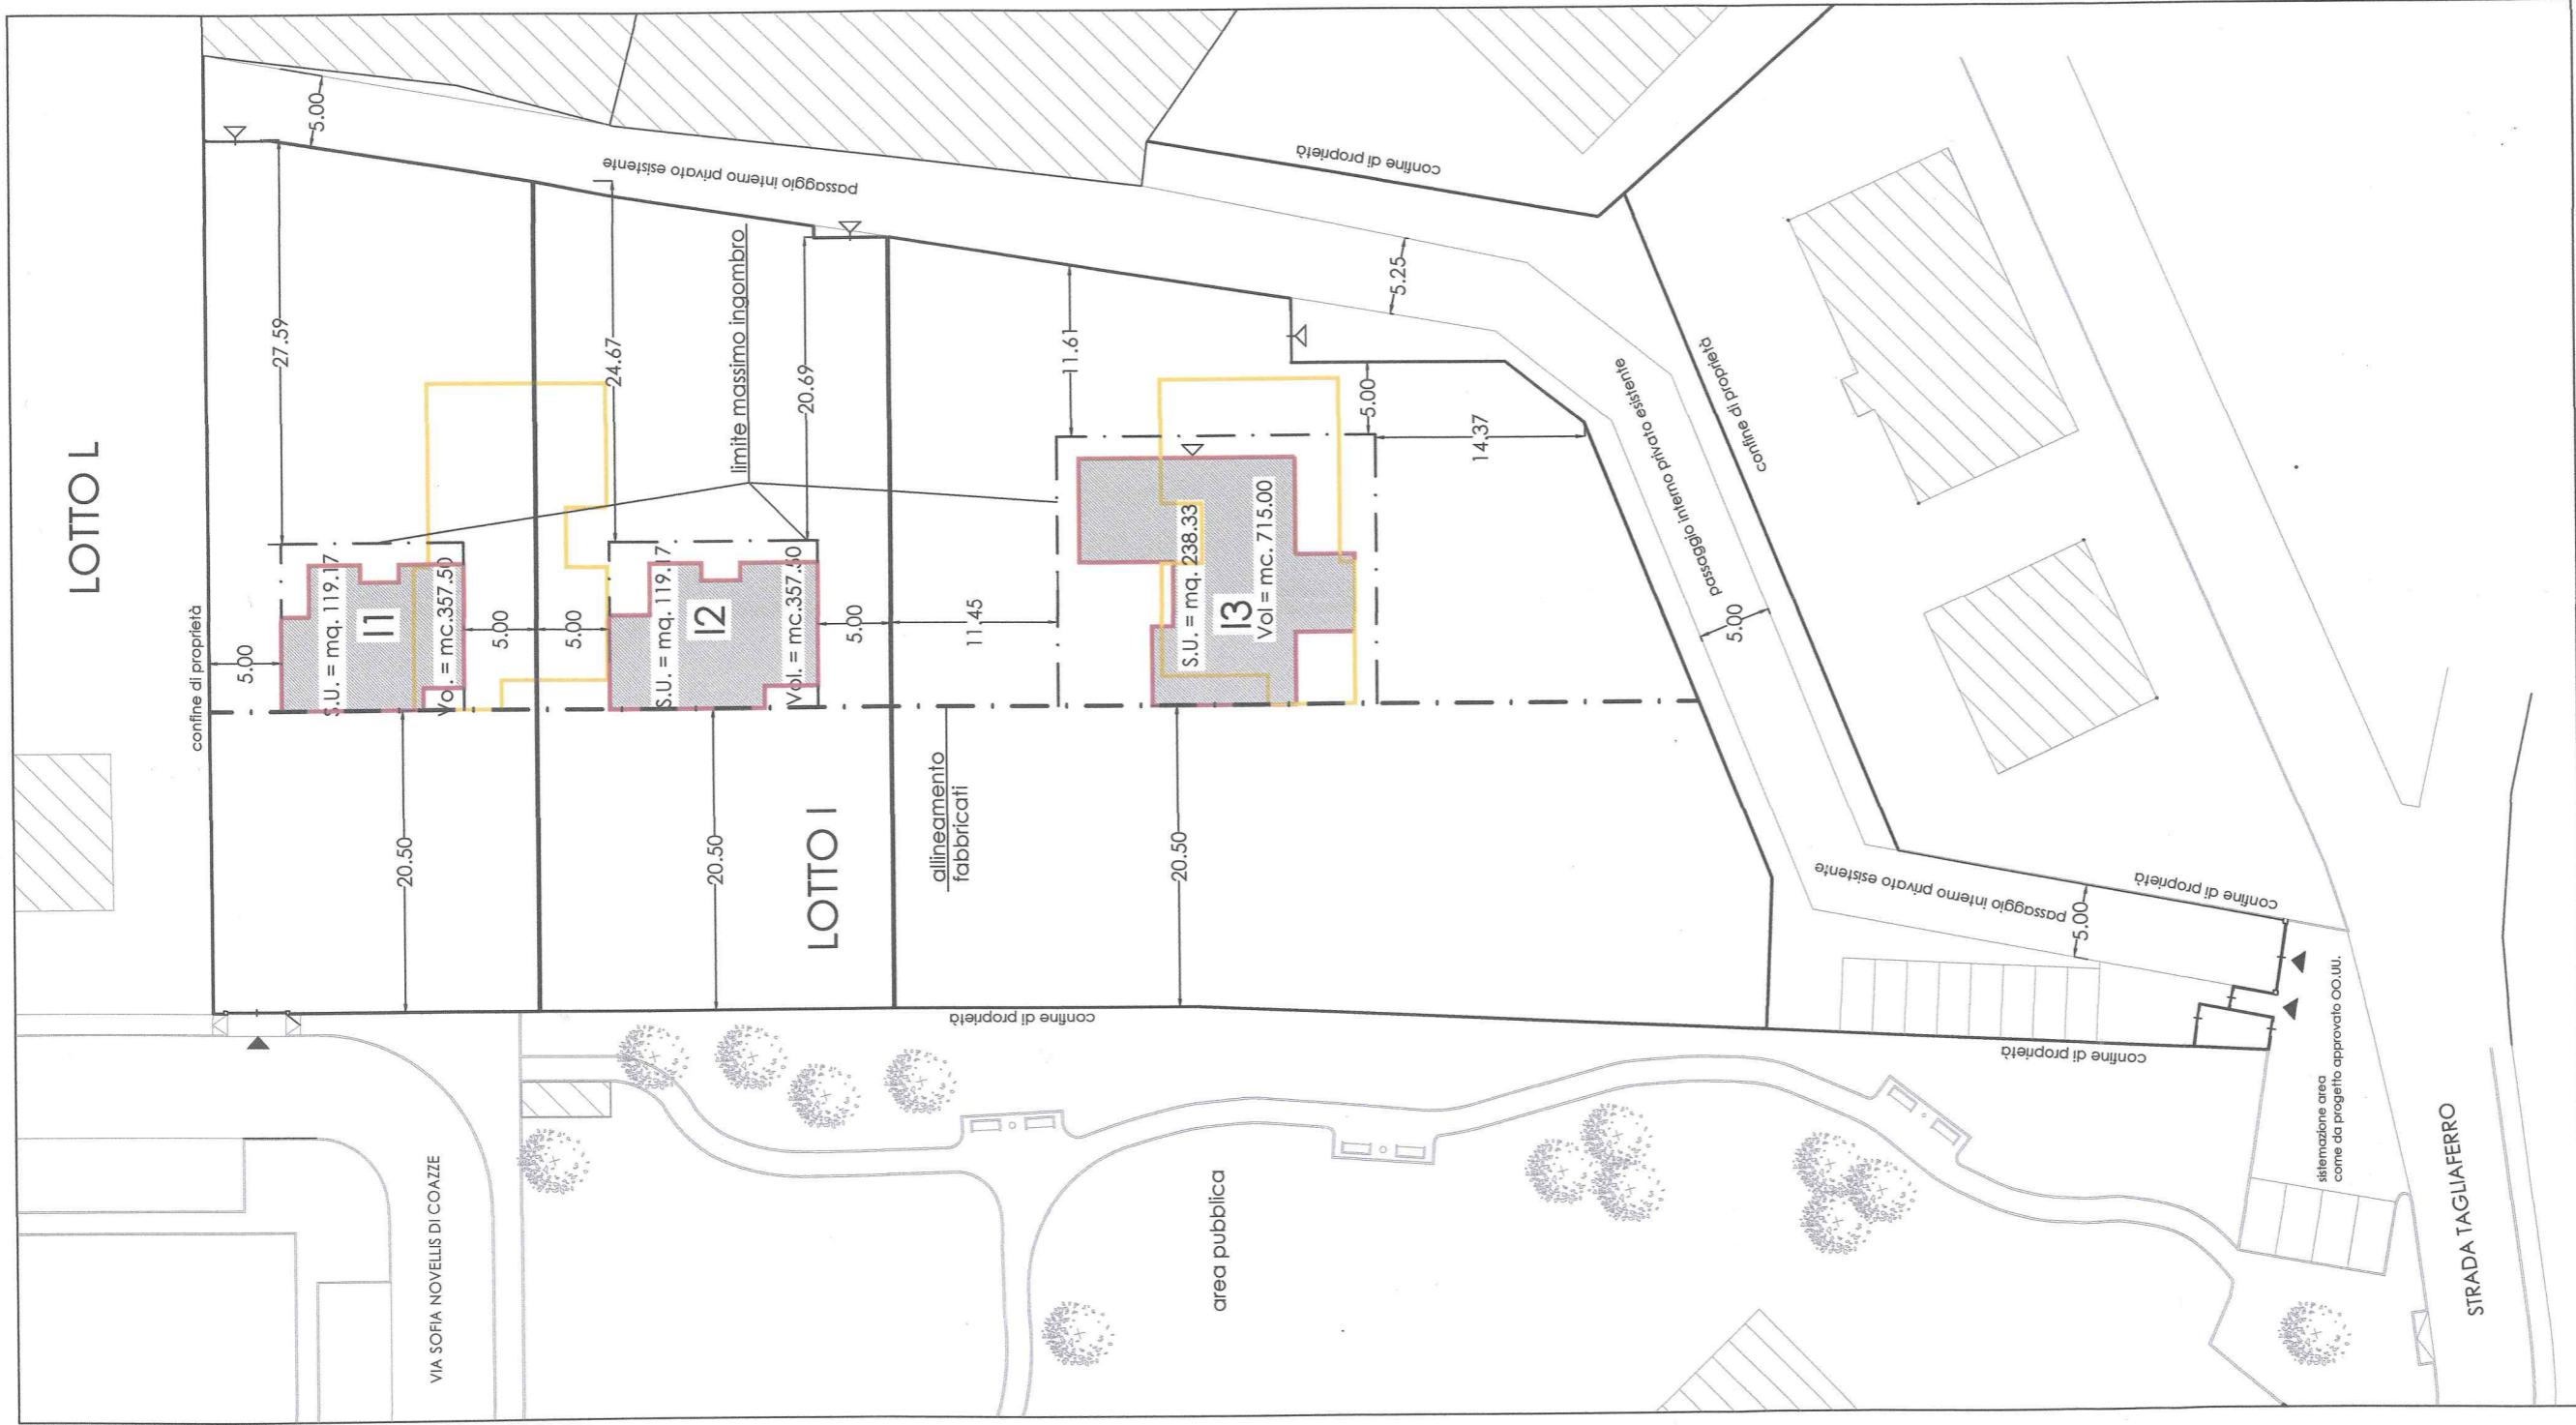 LOTTO L
confine di proprietà
5.00
27.59
5.00
passaggio interno privato esistente
S.U. = mq. 119.17
I1
Vol. = mc.357.50
20.50
5.00
5.00
24.67
S.U. = mq. 119.17
I2
Vol. = mc.357.50
20.50
limite massimo ingombro
20.69
LOTTO I
5.00
allineamento
fabbricati
11.45
11.61
S.U. = mq. 238.33
I3
Vol = mc. 715.00
20.50
5.00
14.37
5.25
confine di proprietà
confine di proprietà
passaggio interno privato esistente
confine di proprietà
5.00
passaggio interno privato esistente
5.00
confine di proprietà
confine di proprietà
VIA SOFIA NOVELLIS DI COAZZE
area pubblica
sistemazione area
come da progetto approvato OO.UU.
STRADA TAGLIAFERRO